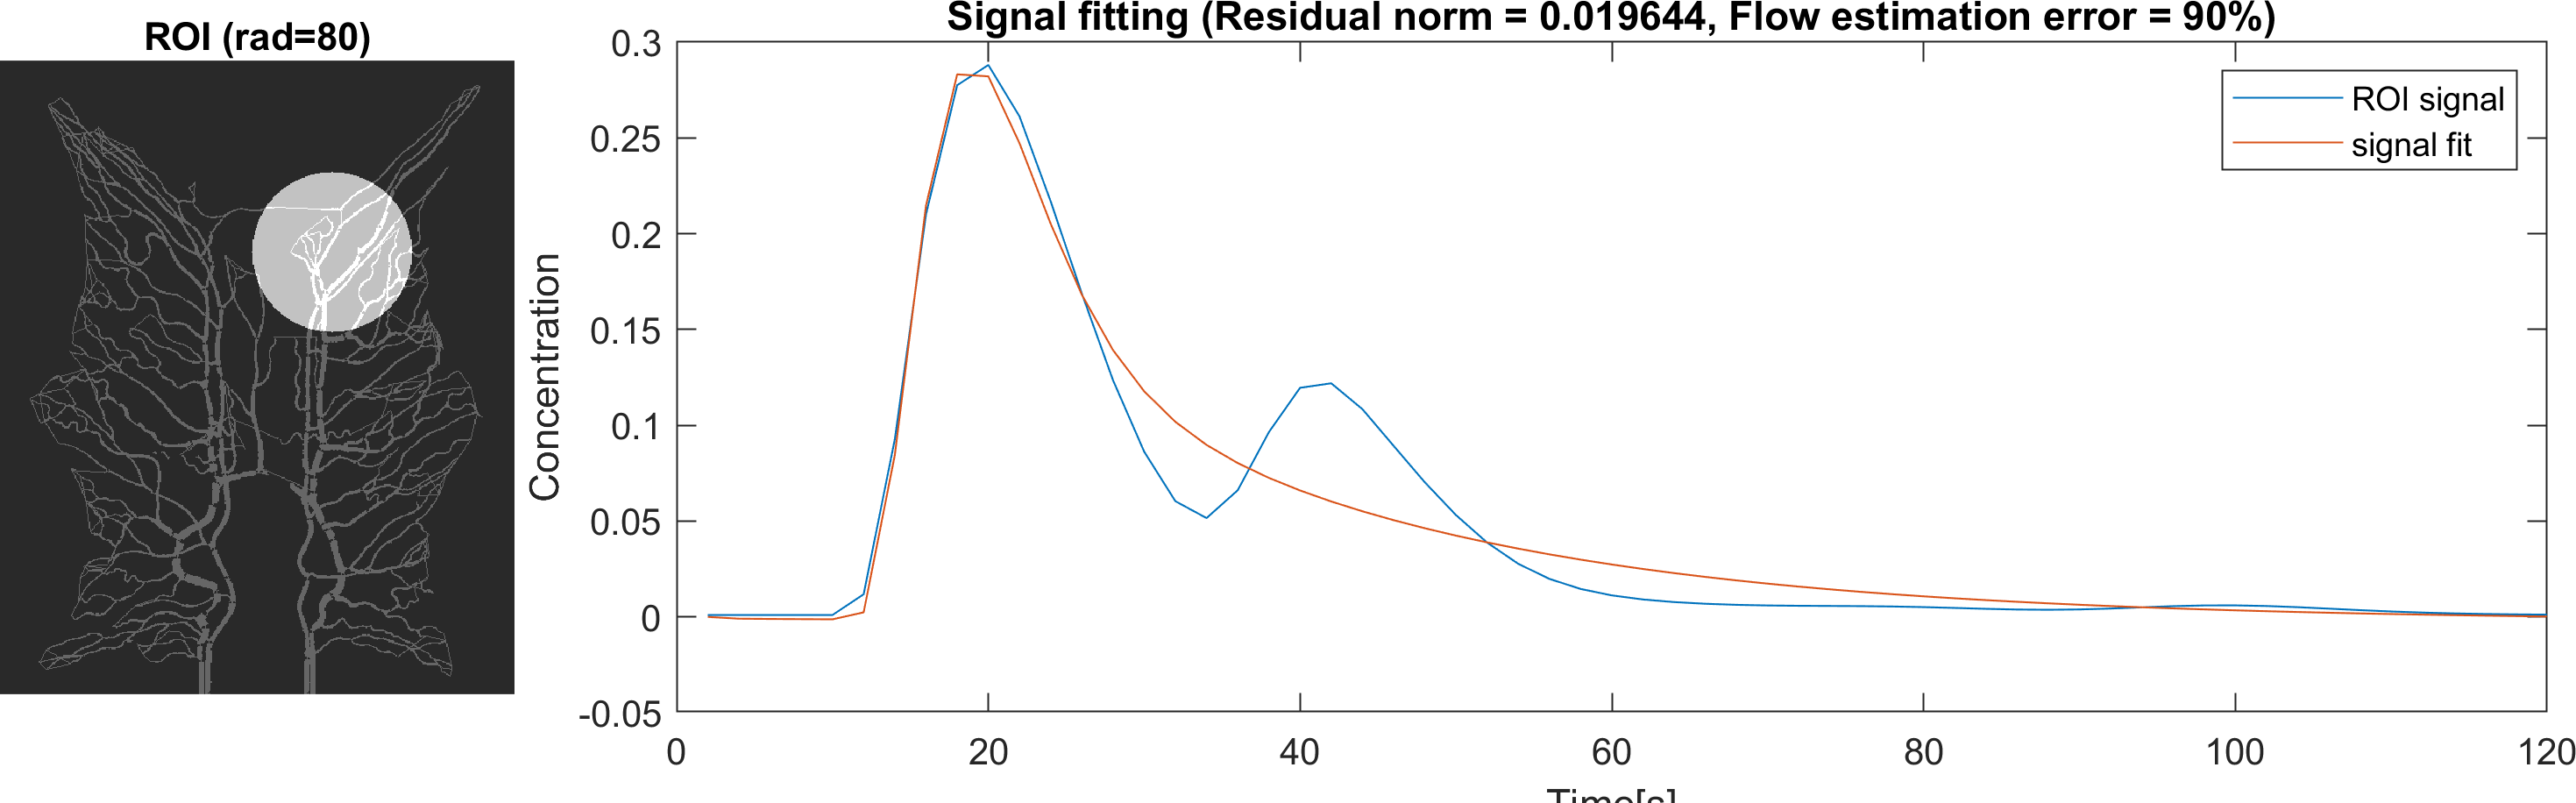 ROI (rad=80)
Signal fitting (Residual norm = 0.019644, Flow estimation error = 90%)
0.3
0.25
0.2
0.15
0.1
0.05
0
-0.05
Concentration
ROI signal
signal fit
0
20
40
60
80
100
120
Time[s]